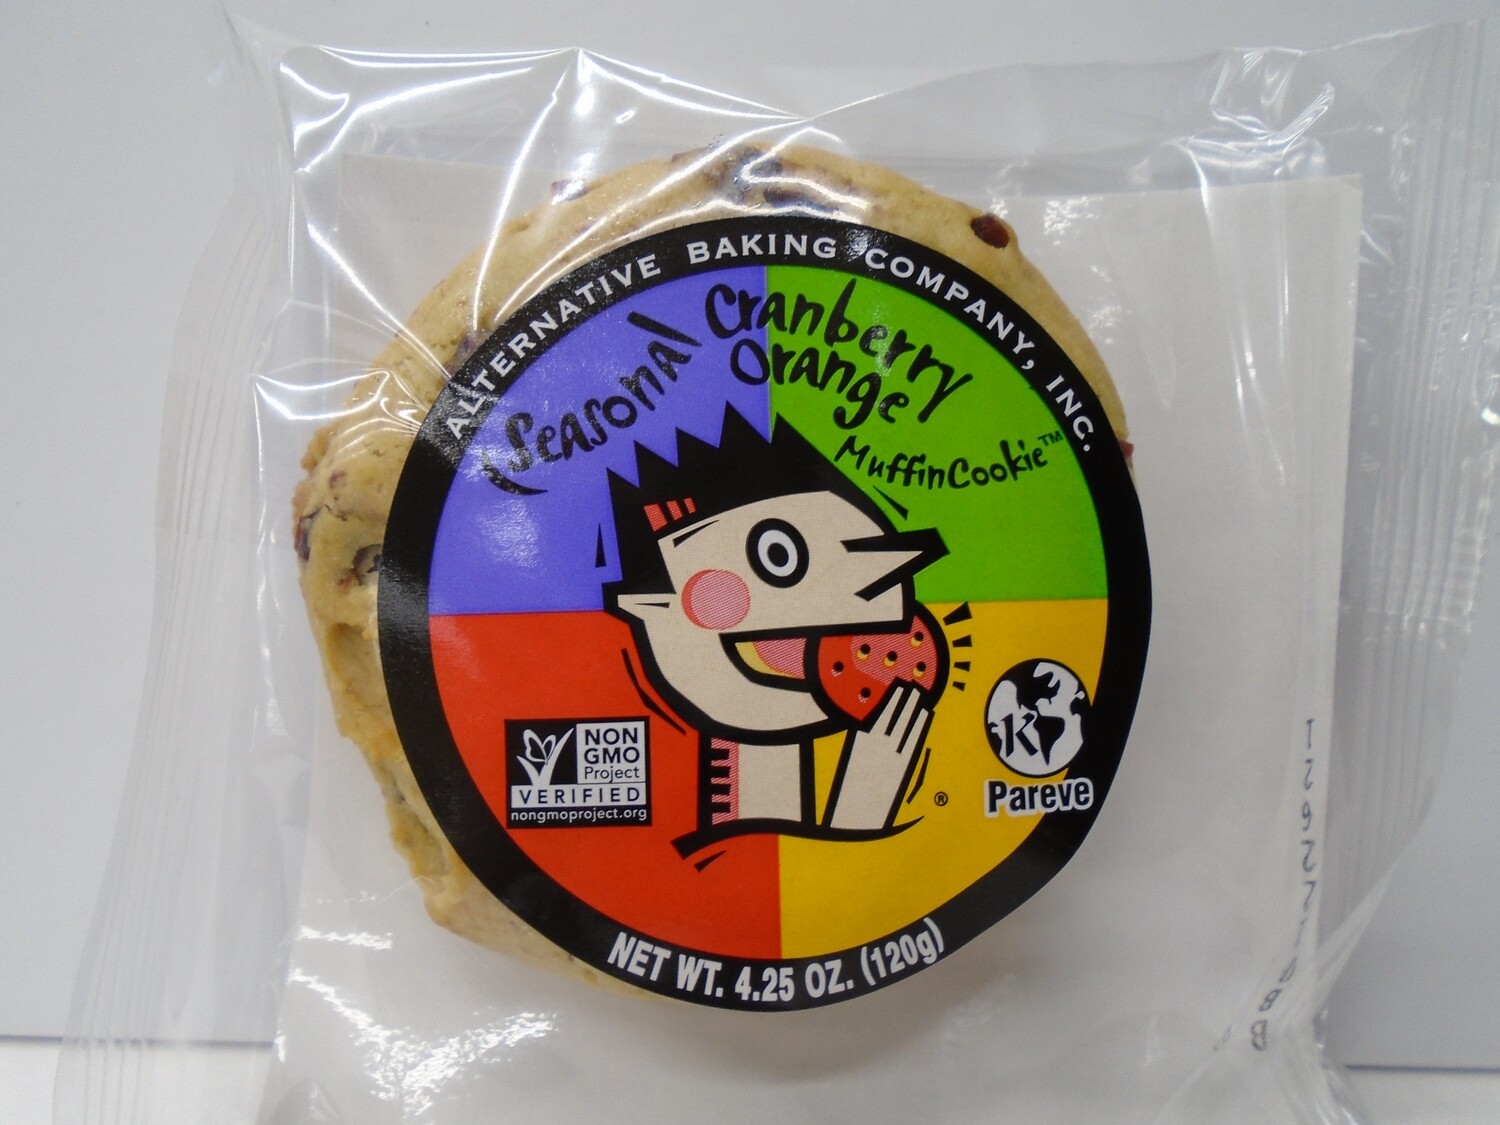 ALTERNATIVE BAKING COMPANY, INC.
Seasonal
Cranberry
Orange
MuffinCookie™
NON
GMO
Project
VERIFIED
nongmoproject.org
®
K
Pareve
NET WT. 4.25 OZ. (120g)